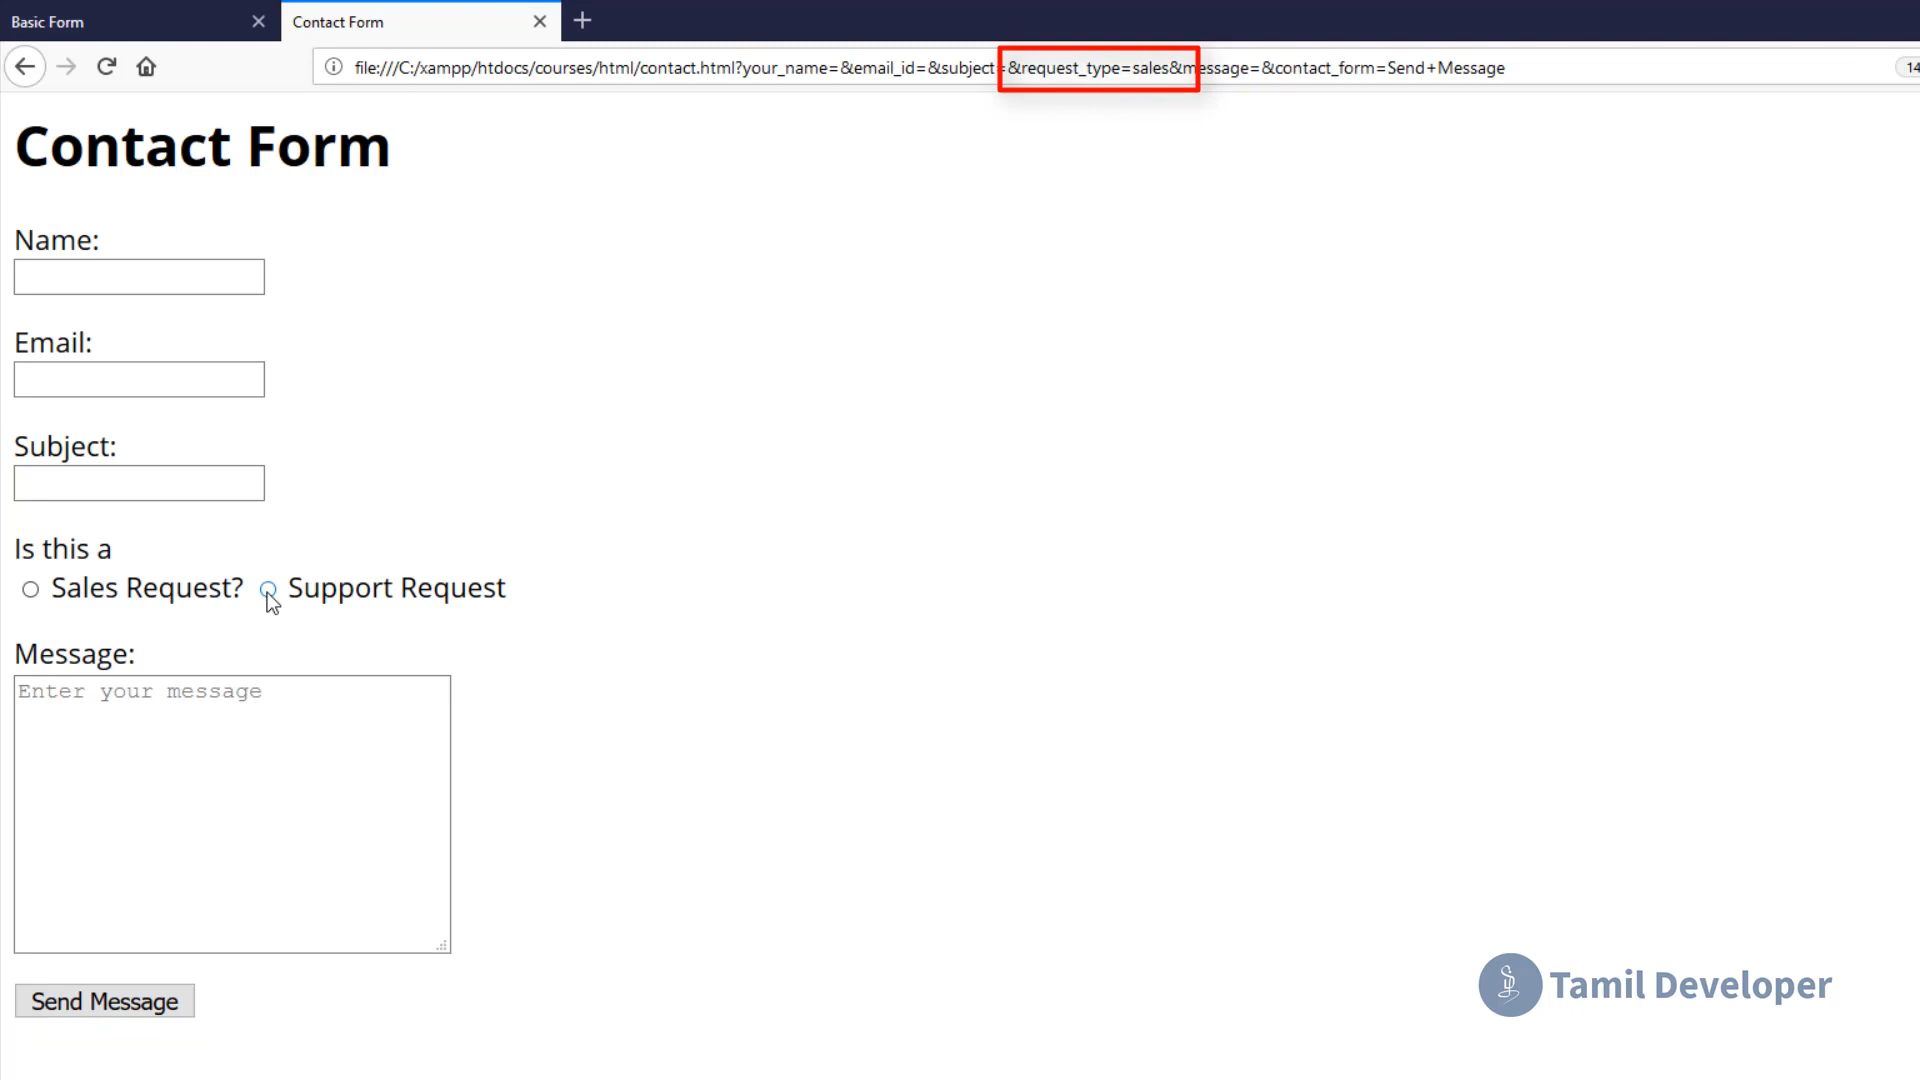 Basic Form
Contact Form
file:///C:/xampp/htdocs/courses/html/contact.html?your_name=&email_id=&subject=&request_type=sales&message=&contact_form=Send+Message
Contact Form
Name:
Email:
Subject:
Is this a
Sales Request? Support Request
Message:
Enter your message
Send Message
Tamil Developer